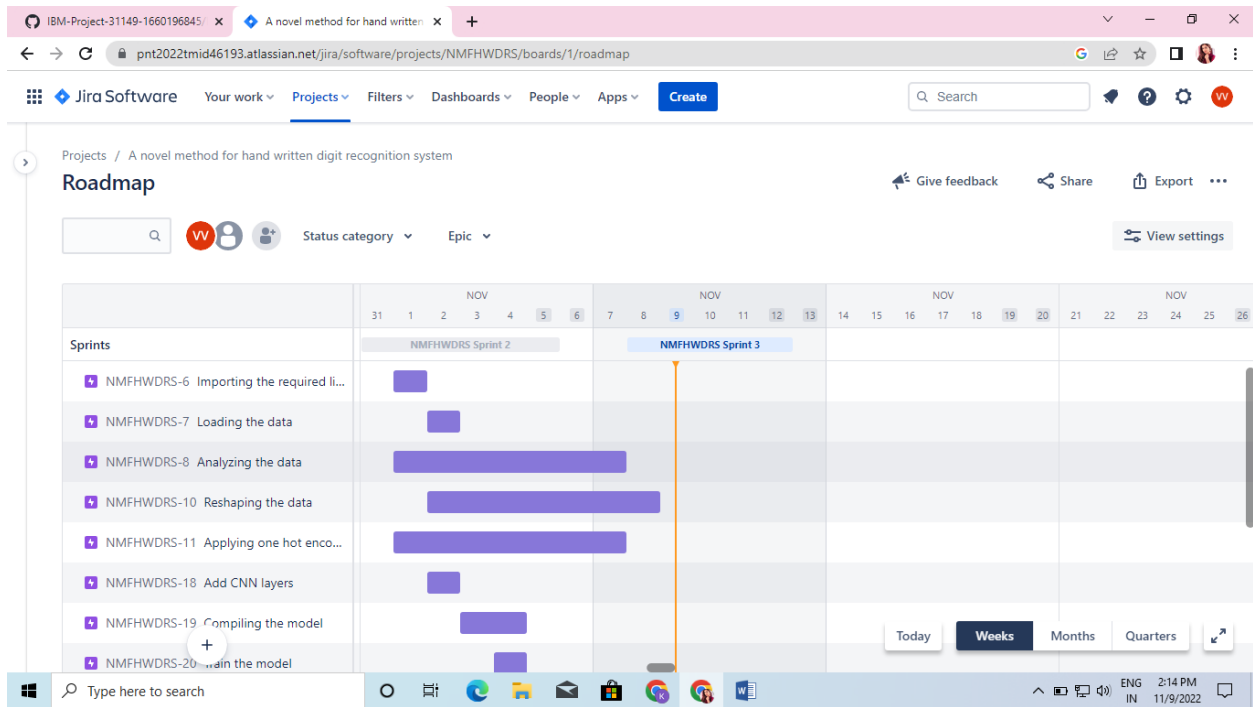 IBM-Project-31149-1660196845/
A novel method for hand written
pnt2022tmid46193.atlassian.net/jira/software/projects/NMFHWDRS/boards/1/roadmap
Jira Software Your work Projects Filters Dashboards People Apps Create Search VV
Projects / A novel method for hand written digit recognition system
Roadmap
Give feedback Share Export
VV Status category Epic View settings
NOV NOV NOV NOV
31 1 2 3 4 5 6 7 8 9 10 11 12 13 14 15 16 17 18 19 20 21 22 23 24 25 26
Sprints NMFHWDRS Sprint 2 NMFHWDRS Sprint 3
NMFHWDRS-6 Importing the required li...
NMFHWDRS-7 Loading the data
NMFHWDRS-8 Analyzing the data
NMFHWDRS-10 Reshaping the data
NMFHWDRS-11 Applying one hot enco...
NMFHWDRS-18 Add CNN layers
NMFHWDRS-19 Compiling the model
Today Weeks Months Quarters
NMFHWDRS-20 Train the model
Type here to search ENG 2:14 PM
IN 11/9/2022